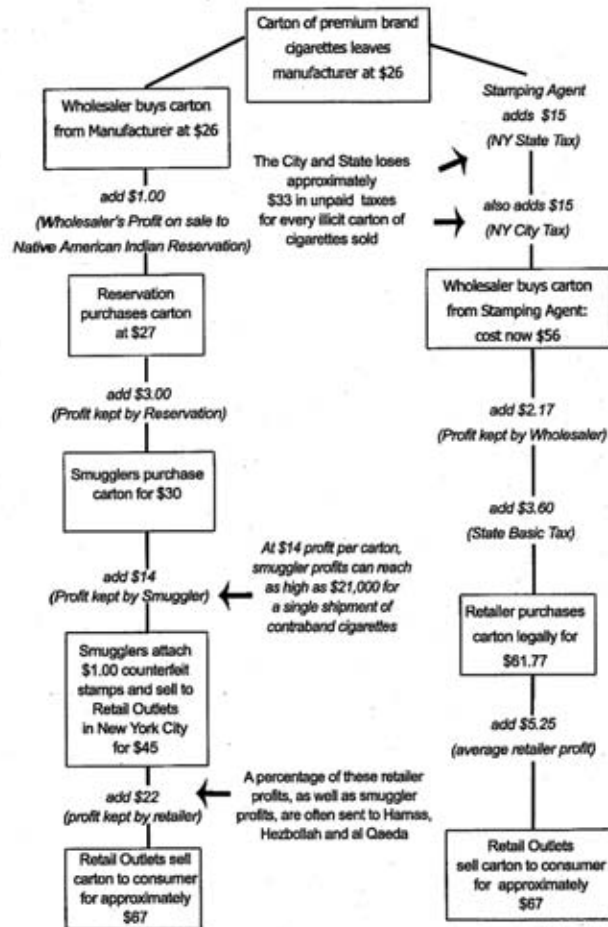 Carton of premium brand
cigarettes leaves
manufacturer at $26
Wholesaler buys carton
from Manufacturer at $26
add $1.00
(Wholesaler's Profit on sale to
Native American Indian Reservation)
Reservation
purchases carton
at $27
add $3.00
(Profit kept by Reservation)
Smugglers purchase
carton for $30
add $14
(Profit kept by Smuggler)
At $14 profit per carton,
smuggler profits can reach
as high as $21,000 for
a single shipment of
contraband cigarettes
Smugglers attach
$1.00 counterfeit
stamps and sell to
Retail Outlets
in New York City
for $45
add $22
(profit kept by retailer)
A percentage of these retailer
profits, as well as smuggler
profits, are often sent to Hamas,
Hezbollah and al Qaeda
Retail Outlets sell
carton to consumer
for approximately
$67
Stamping Agent
adds $15
(NY State Tax)
The City and State loses
approximately
$33 in unpaid taxes
for every illicit carton of
cigarettes sold
also adds $15
(NY City Tax)
Wholesaler buys carton
from Stamping Agent:
cost now $56
add $2.17
(Profit kept by Wholesaler)
add $3.60
(State Basic Tax)
Retailer purchases
carton legally for
$61.77
add $5.25
(average retailer profit)
Retail Outlets
sell carton to consumer
for approximately
$67